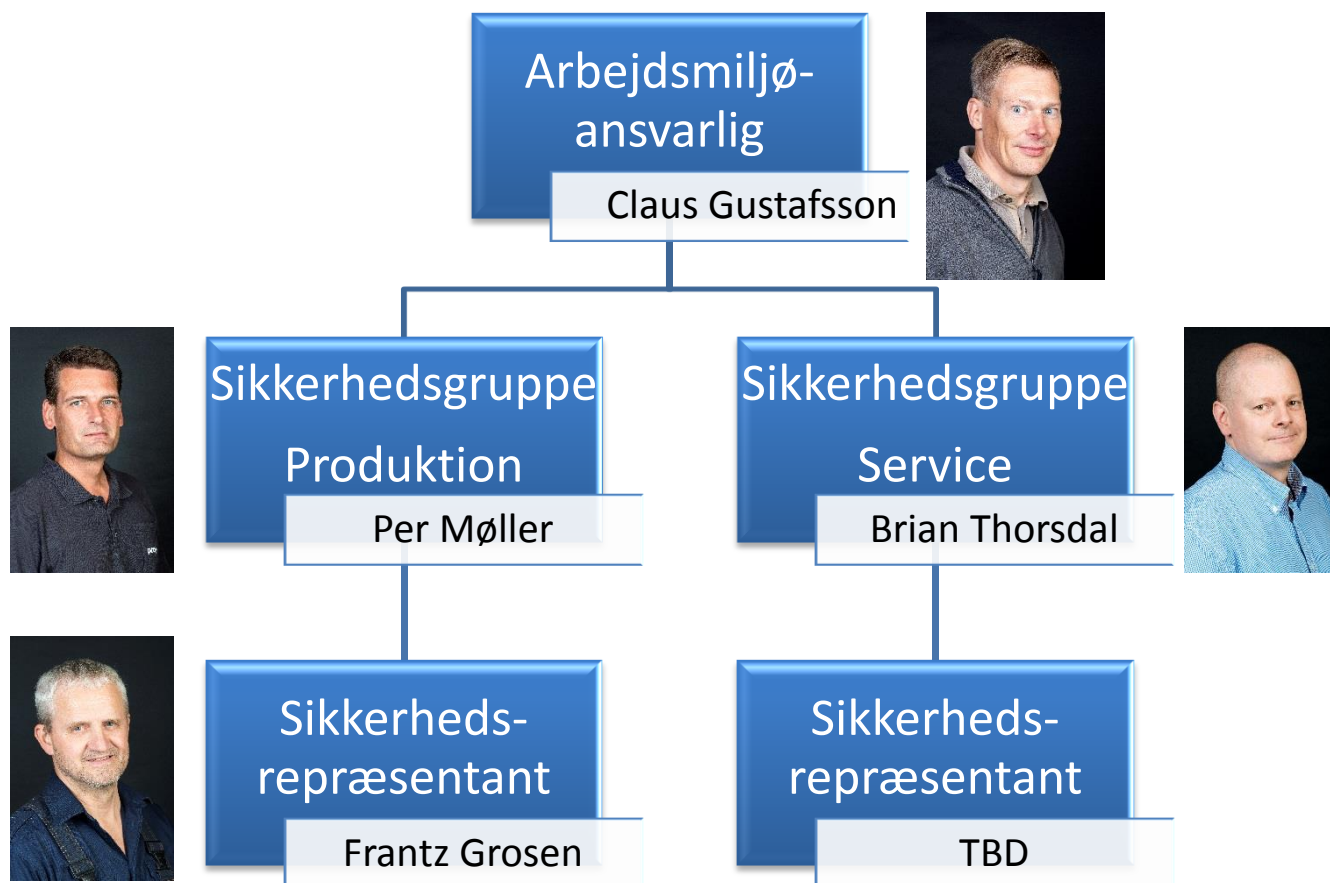 Arbejdsmiljø-
ansvarlig
Claus Gustafsson
Sikkerhedsgruppe
Produktion
Per Møller
Sikkerhedsgruppe
Service
Brian Thorsdal
Sikkerheds-
repræsentant
Frantz Grosen
Sikkerheds-
repræsentant
TBD